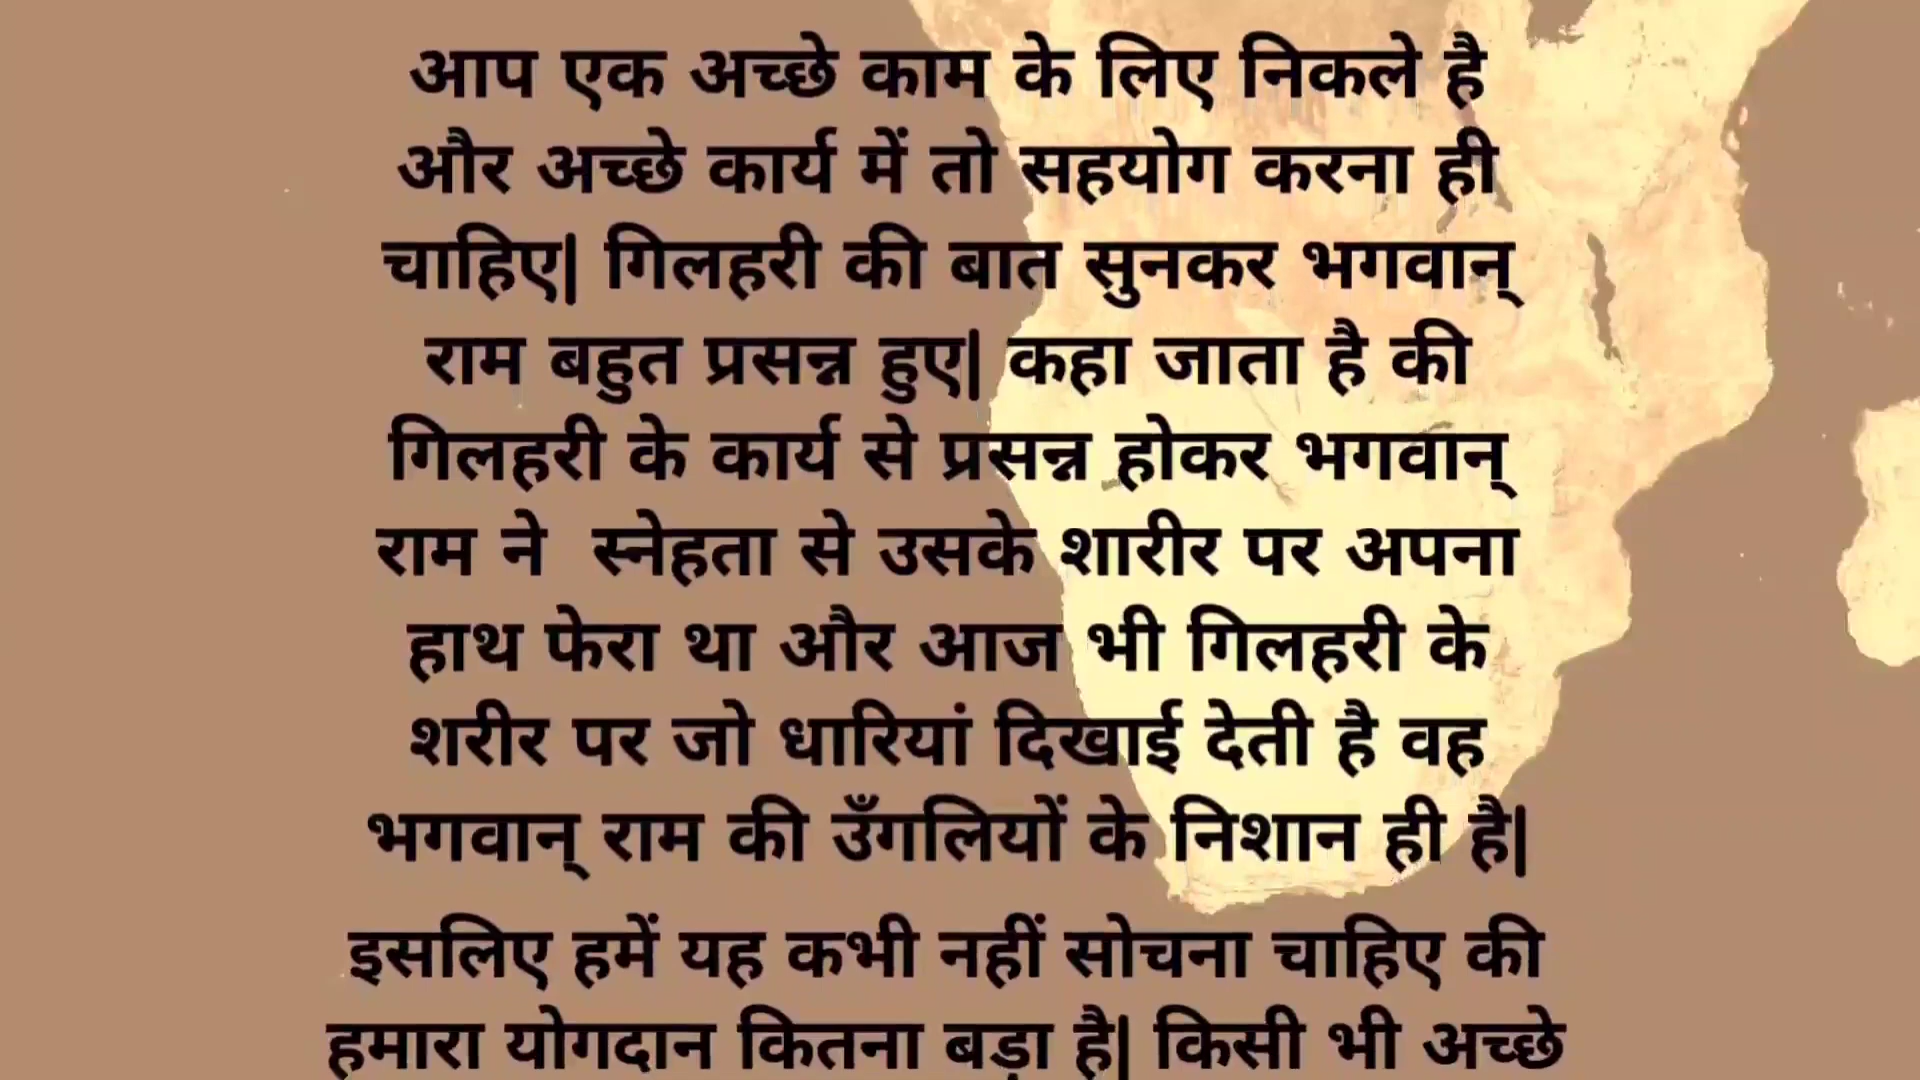 आप एक अच्छे काम के लिए निकले है
और अच्छे कार्य में तो सहयोग करना ही
चाहिए| गिलहरी की बात सुनकर भगवान्
राम बहुत प्रसन्न हुए| कहा जाता है की
गिलहरी के कार्य से प्रसन्न होकर भगवान्
राम ने स्नेहता से उसके शारीर पर अपना
हाथ फेरा था और आज भी गिलहरी के
शरीर पर जो धारियां दिखाई देती है वह
भगवान् राम की उँगलियों के निशान ही है|
इसलिए हमें यह कभी नहीं सोचना चाहिए की
हमारा योगदान कितना बड़ा है| किसी भी अच्छे